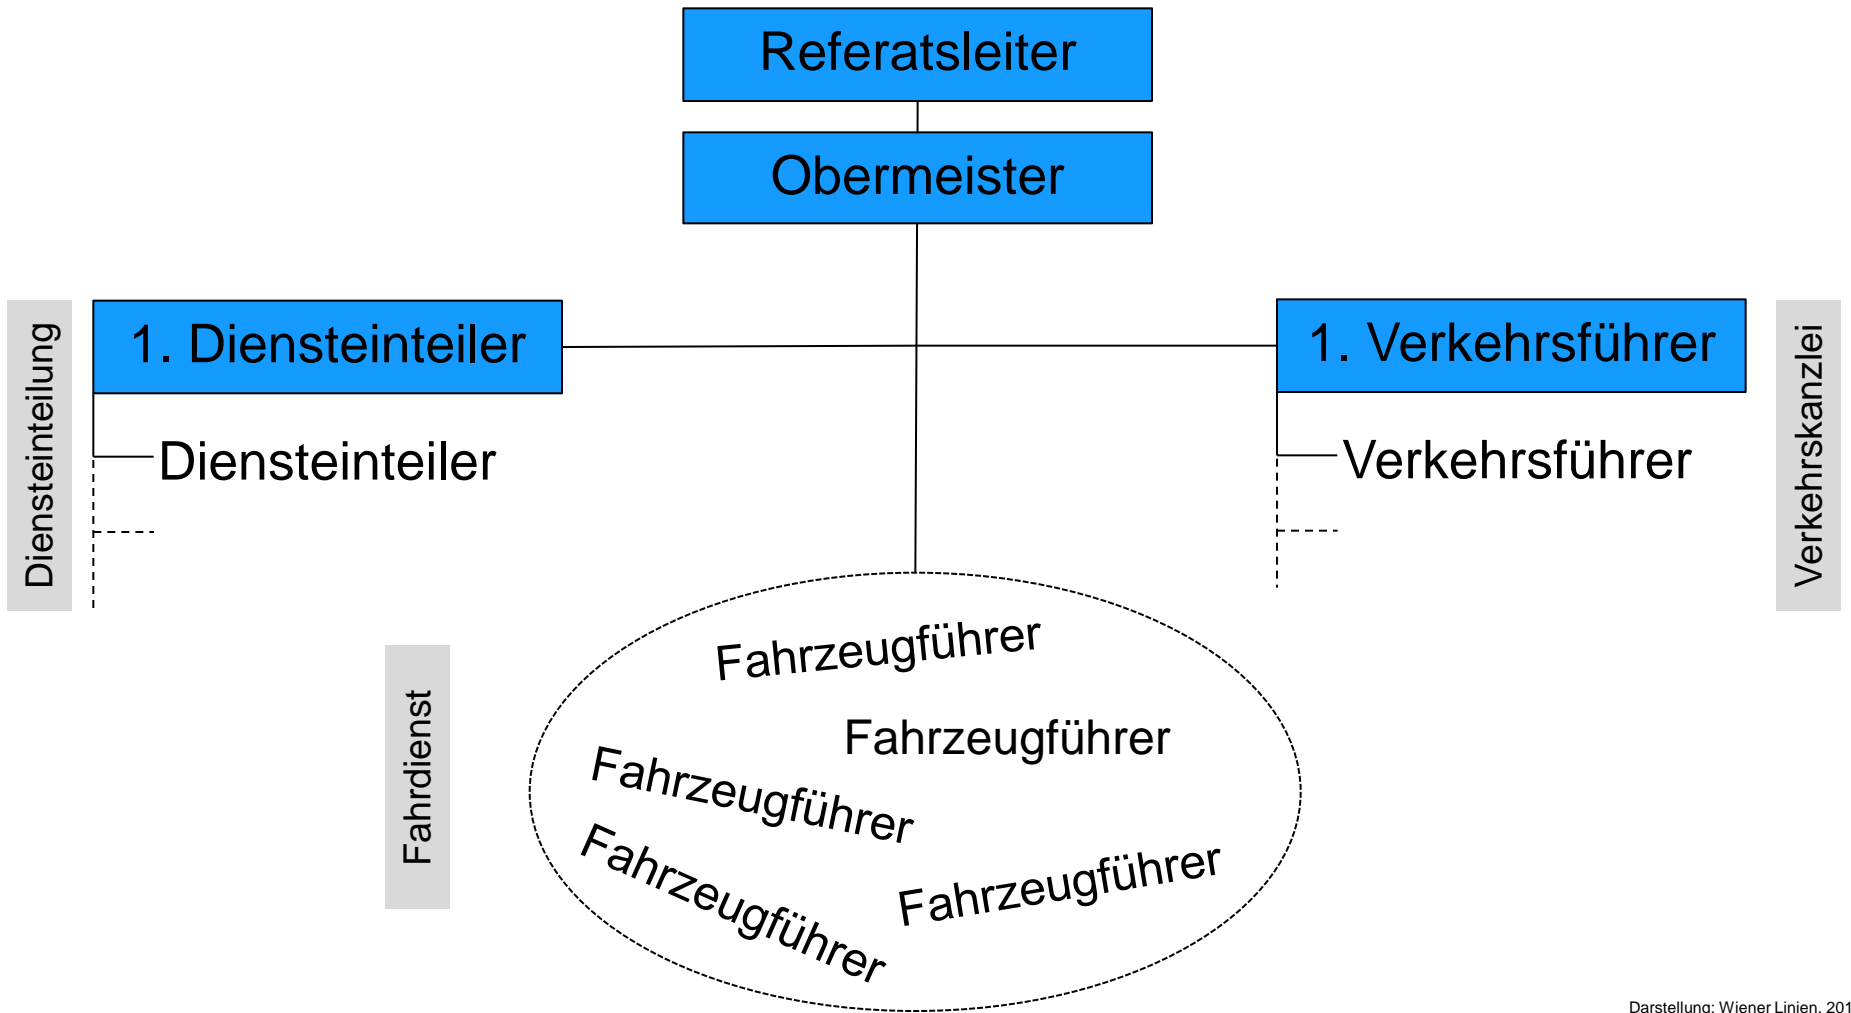 Referatsleiter
Obermeister
Diensteinteilung
1. Diensteinteiler
Diensteinteiler
1. Verkehrsführer
Verkehrsführer
Verkehrskanzlei
Fahrdienst
Fahrzeugführer
Fahrzeugführer
Fahrzeugführer
Fahrzeugführer
Fahrzeugführer
Darstellung: Wiener Linien, 201